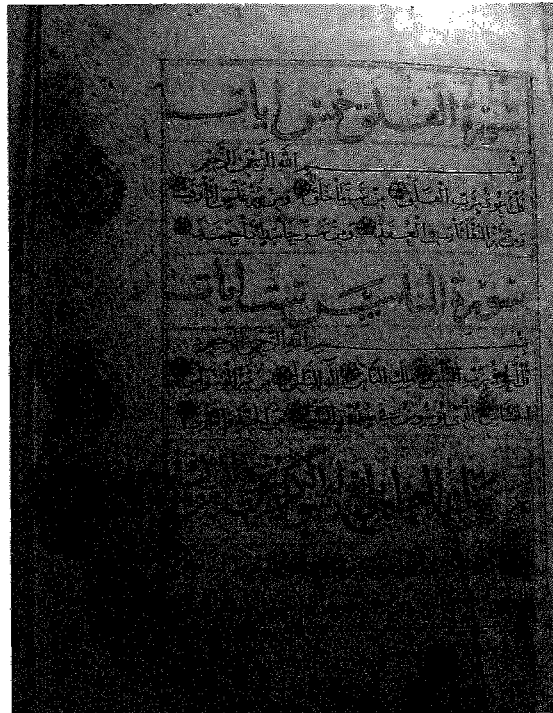 سورة الفلق خمس ايات
بسم الله الرحمن الرحيم
قل اعوذ برب الفلق من شر ما خلق ومن شر غاسق اذا وقب
ومن شر النفاثات في العقد ومن شر حاسد اذا حسد
سورة الناس ست ايات
بسم الله الرحمن الرحيم
قل اعوذ برب الناس ملك الناس اله الناس من شر الوسواس
الخناس الذي يوسوس في صدور الناس من الجنة والناس